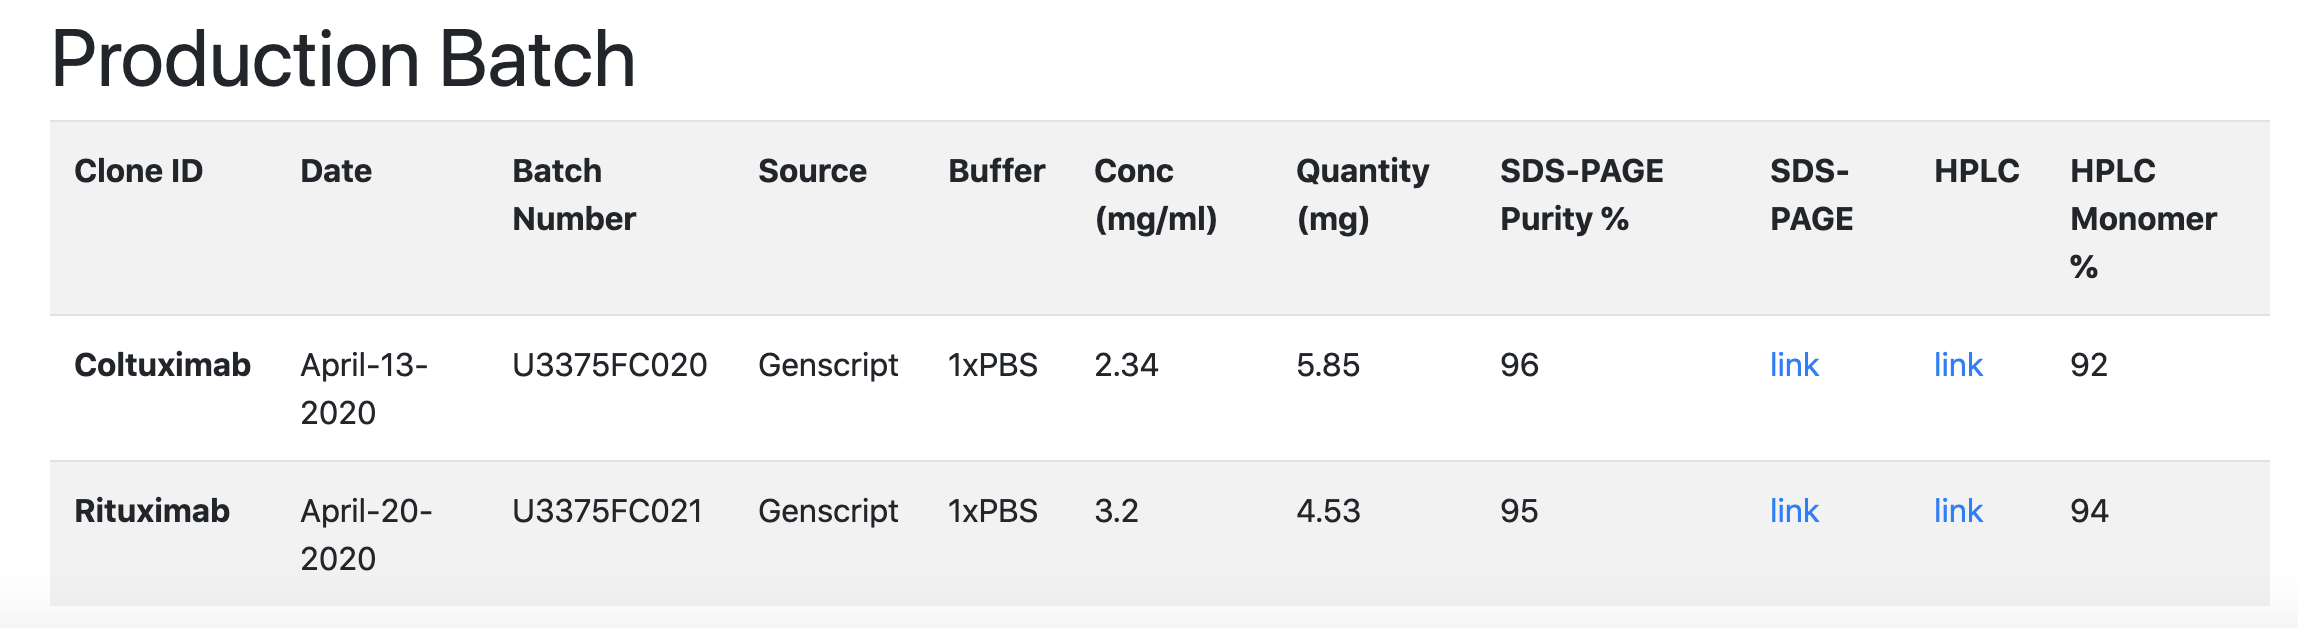 Production Batch
Clone ID Date Batch Number Source Buffer Conc (mg/ml) Quantity (mg) SDS-PAGE Purity % SDS-PAGE HPLC HPLC Monomer %
Coltuximab April-13-2020 U3375FC020 Genscript 1xPBS 2.34 5.85 96 link link 92
Rituximab April-20-2020 U3375FC021 Genscript 1xPBS 3.2 4.53 95 link link 94